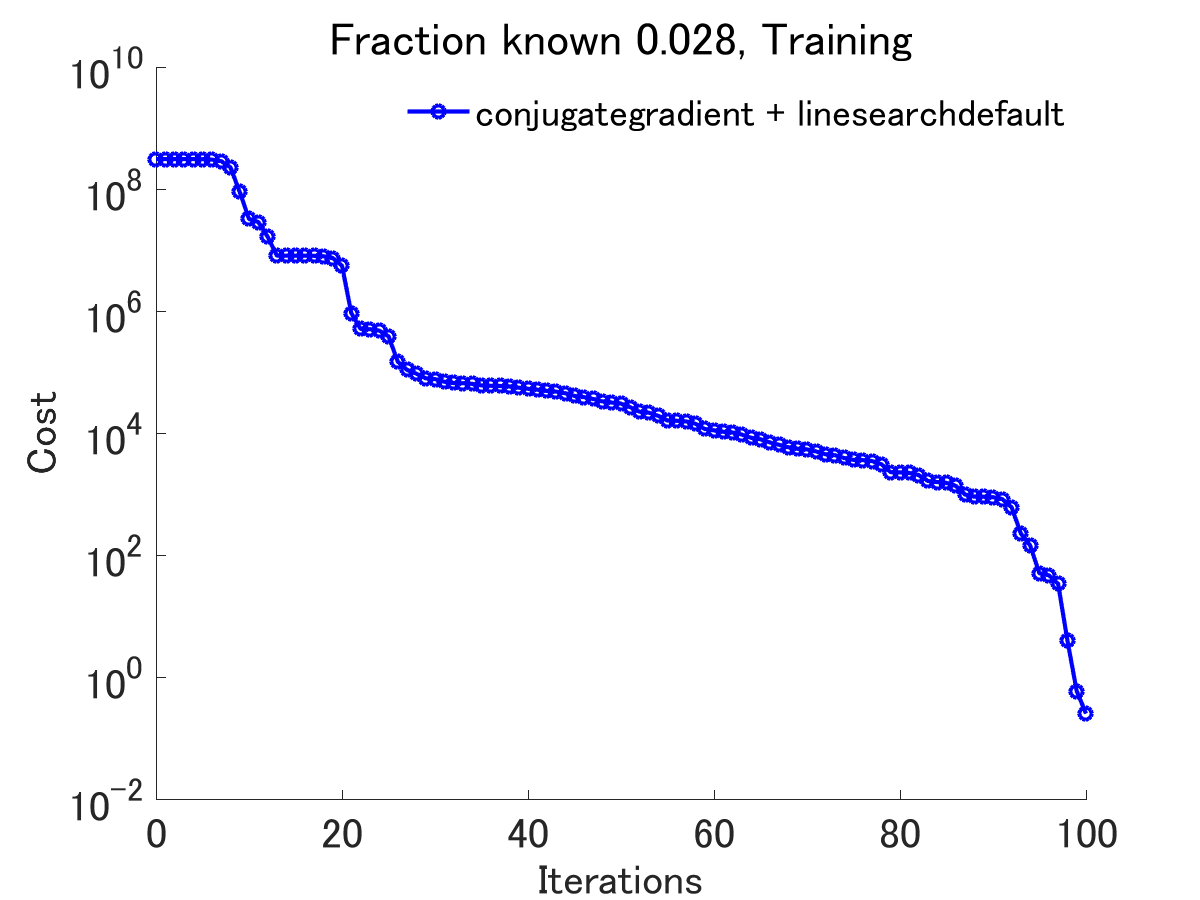 Fraction known 0.028, Training
conjugategradient + linesearchdefault
10^10
10^8
10^6
10^4
10^2
10^0
10^-2
Cost
0 20 40 60 80 100
Iterations